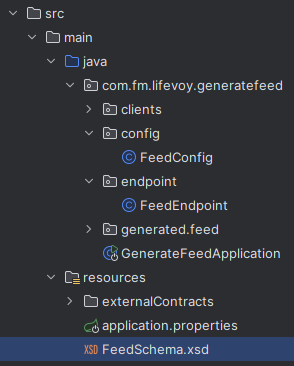 src
main
java
com.fm.lifevoy.generatefeed
clients
config
FeedConfig
endpoint
FeedEndpoint
generated.feed
GenerateFeedApplication
resources
externalContracts
application.properties
XSD FeedSchema.xsd